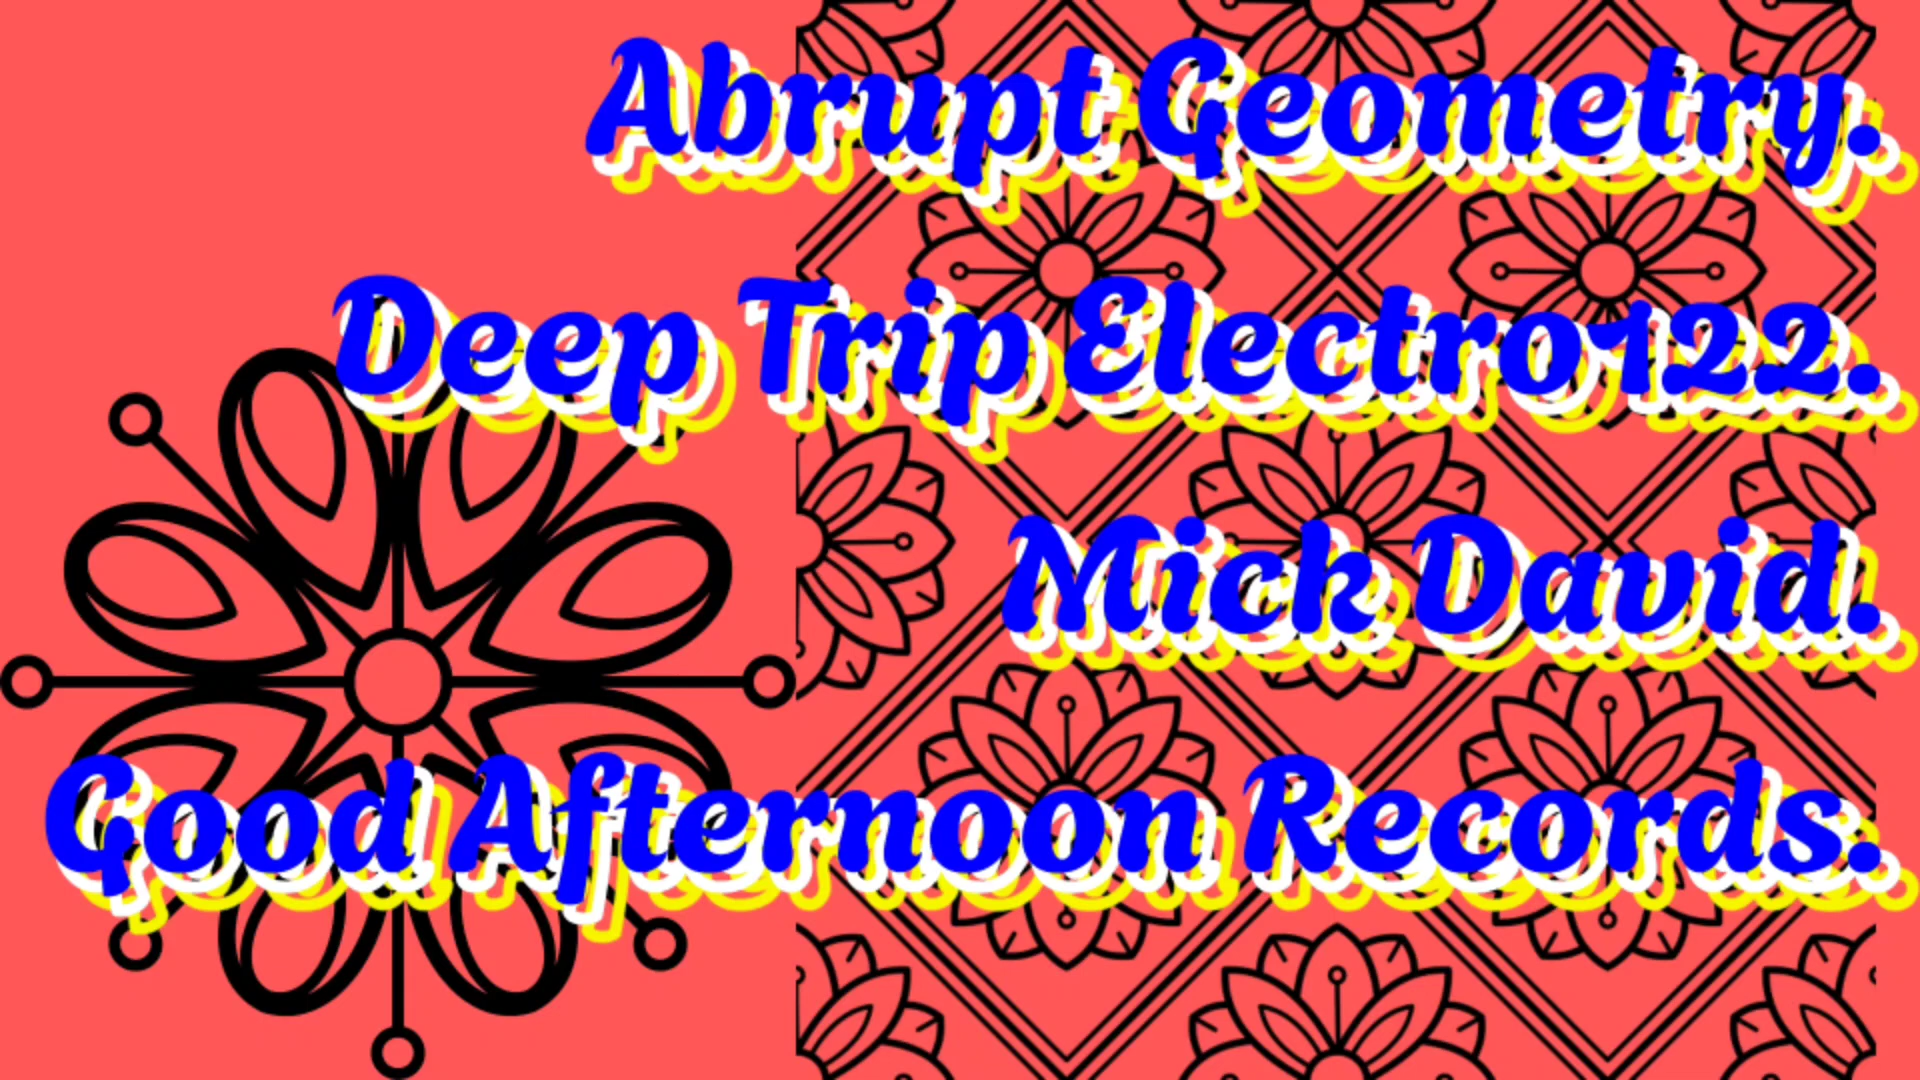 Abrupt Geometry.
Deep Trip Electro122.
Mick David.
Good Afternoon Records.